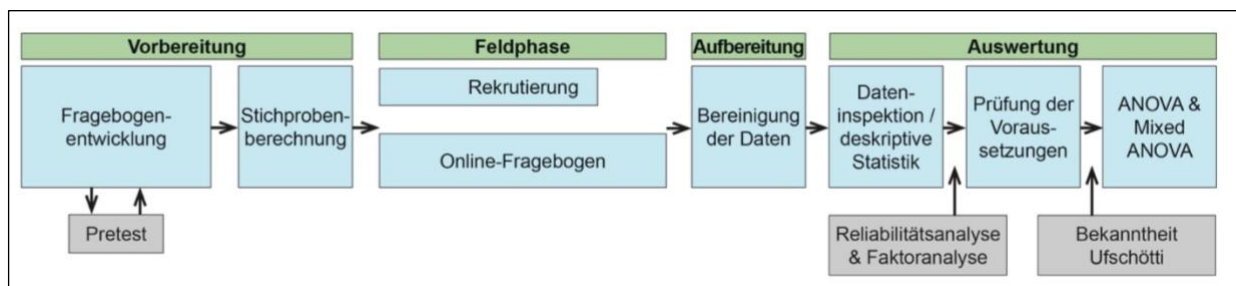 Vorbereitung
Feldphase
Aufbereitung
Auswertung
Fragebogen-
entwicklung
Stichproben-
berechnung
Rekrutierung
Online-Fragebogen
Bereinigung
der Daten
Daten-
inspektion /
deskriptive
Statistik
Prüfung der
Voraus-
setzungen
ANOVA &
Mixed
ANOVA
Pretest
Reliabilitätsanalyse
& Faktoranalyse
Bekanntheit
Ufschötti